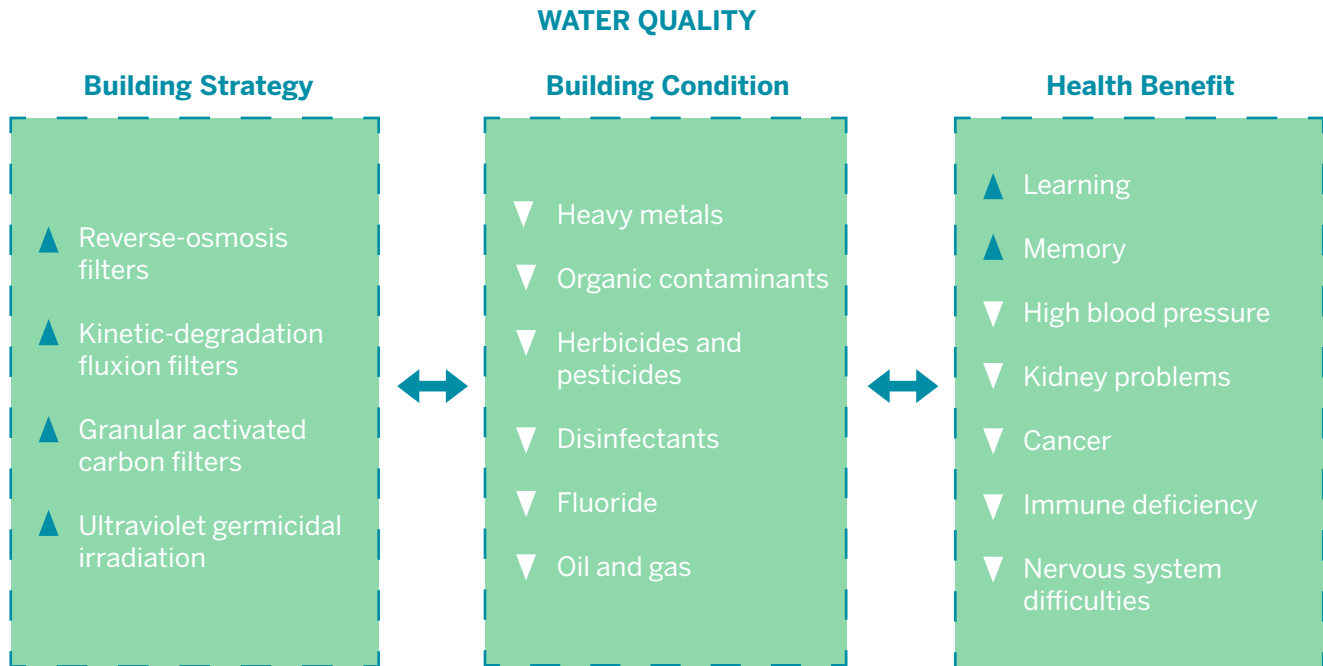 WATER QUALITY
Building Strategy
Reverse-osmosis
filters
Kinetic-degradation
fluxion filters
Granular activated
carbon filters
Ultraviolet germicidal
irradiation
Building Condition
Heavy metals
Organic contaminants
Herbicides and
pesticides
Disinfectants
Fluoride
Oil and gas
Health Benefit
Learning
Memory
High blood pressure
Kidney problems
Cancer
Immune deficiency
Nervous system
difficulties